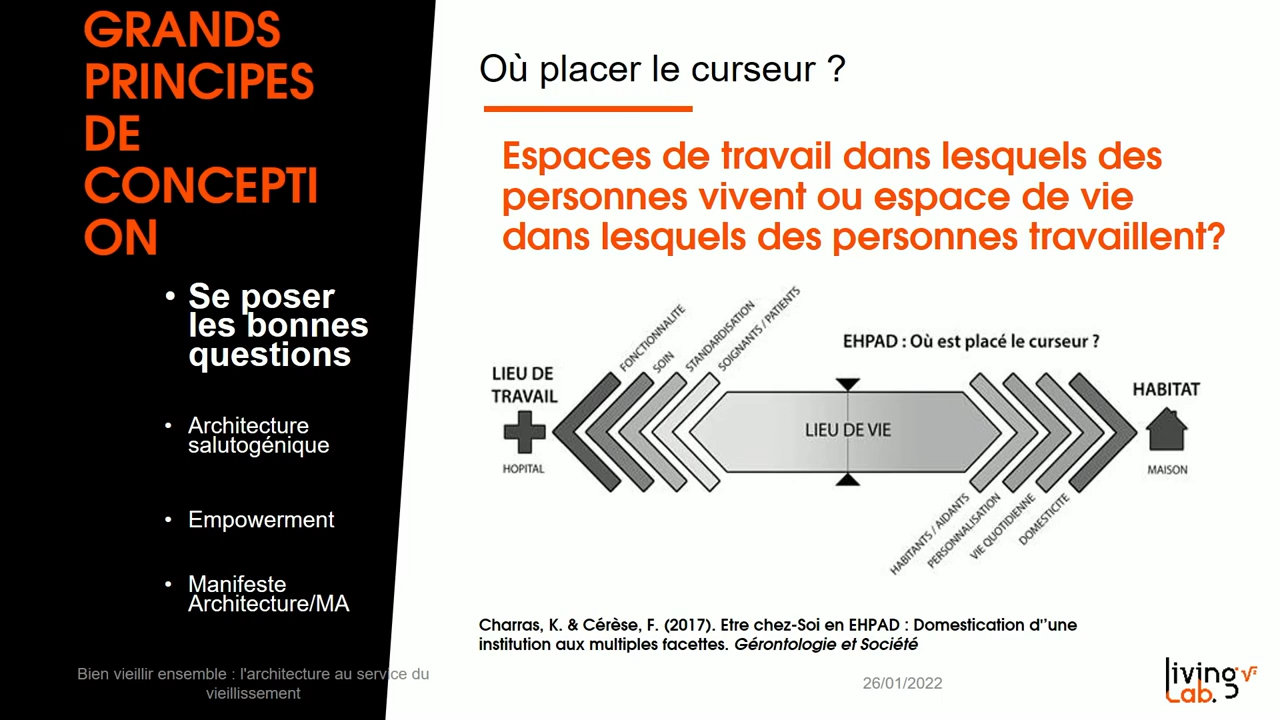 GRANDS
PRINCIPES
DE
CONCEPTI
ON
• Se poser
les bonnes
questions
• Architecture
salutogénique
• Empowerment
• Manifeste
Architecture/MA
Bien vieillir ensemble : l'architecture au service du
vieillissement
Où placer le curseur ?
Espaces de travail dans lesquels des
personnes vivent ou espace de vie
dans lesquels des personnes travaillent?
FONCTIONNALITE
SOIN
STANDARDISATION
SOIGNANTS / PATIENTS
EHPAD : Où est placé le curseur ?
LIEU DE
TRAVAIL
HOPITAL
LIEU DE VIE
HABITAT
MAISON
HABITANTS / AIDANTS
PERSONNALISATION
VIE QUOTIDIENNE
DOMESTICITE
Charras, K. & Cérèse, F. (2017). Etre chez-Soi en EHPAD : Domestication d''une
institution aux multiples facettes. Gérontologie et Société
26/01/2022
living
Lab.